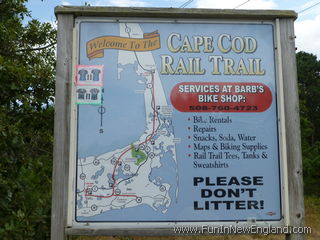 Welcome To The
CAPE COD
RAIL TRAIL
SERVICES AT BARB'S
BIKE SHOP:
508-760-4723
• Bike Rentals
• Repairs
• Snacks, Soda, Water
• Maps & Biking Supplies
• Rail Trail Tees, Tanks &
Sweatshirts
PLEASE
DON'T
LITTER!
www.FunInNewEngland.com